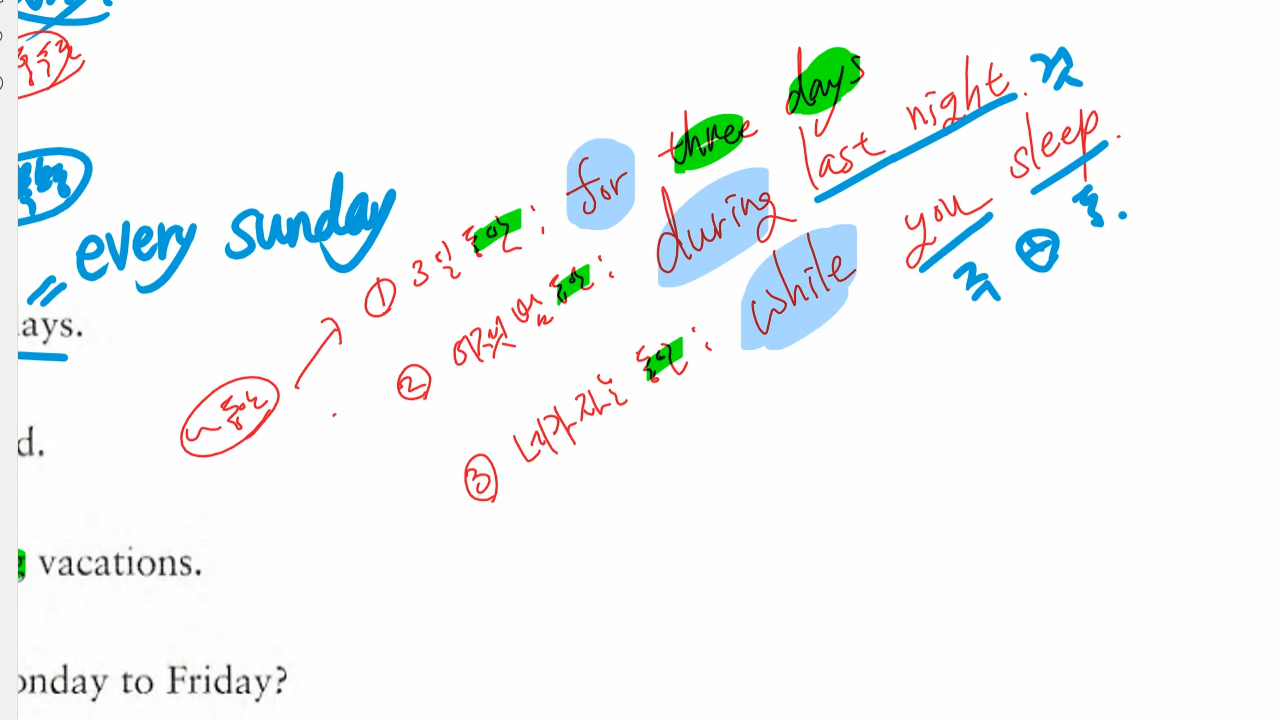 = every sunday
~동안
① 3일 동안 : for three days
② 어젯밤 동안 : during last night.
③ 네가 자는 동안 : while you sleep.
주 + 동.
ays.
d.
vacations.
onday to Friday?